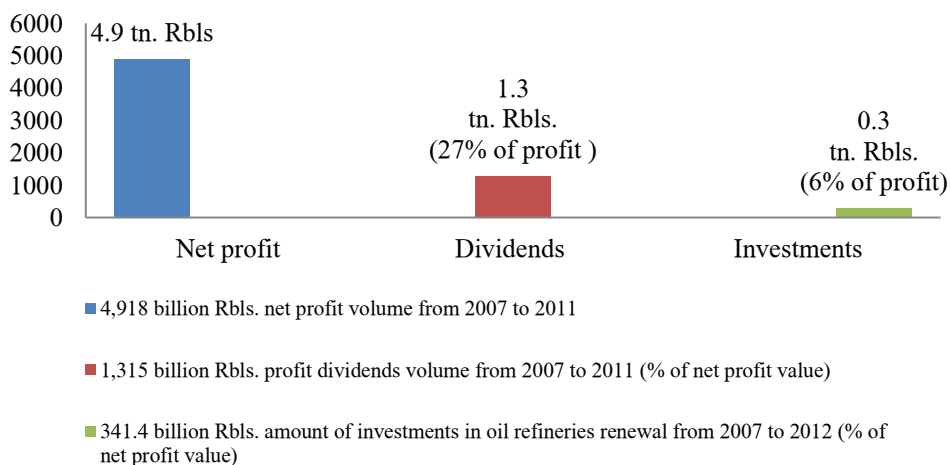 6000
5000
4000
3000
2000
1000
0
4.9 tn. Rbls
1.3
tn. Rbls.
(27% of profit )
0.3
tn. Rbls.
(6% of profit)
Net profit
Dividends
Investments
4,918 billion Rbls. net profit volume from 2007 to 2011
1,315 billion Rbls. profit dividends volume from 2007 to 2011 (% of net profit value)
341.4 billion Rbls. amount of investments in oil refineries renewal from 2007 to 2012 (% of
net profit value)